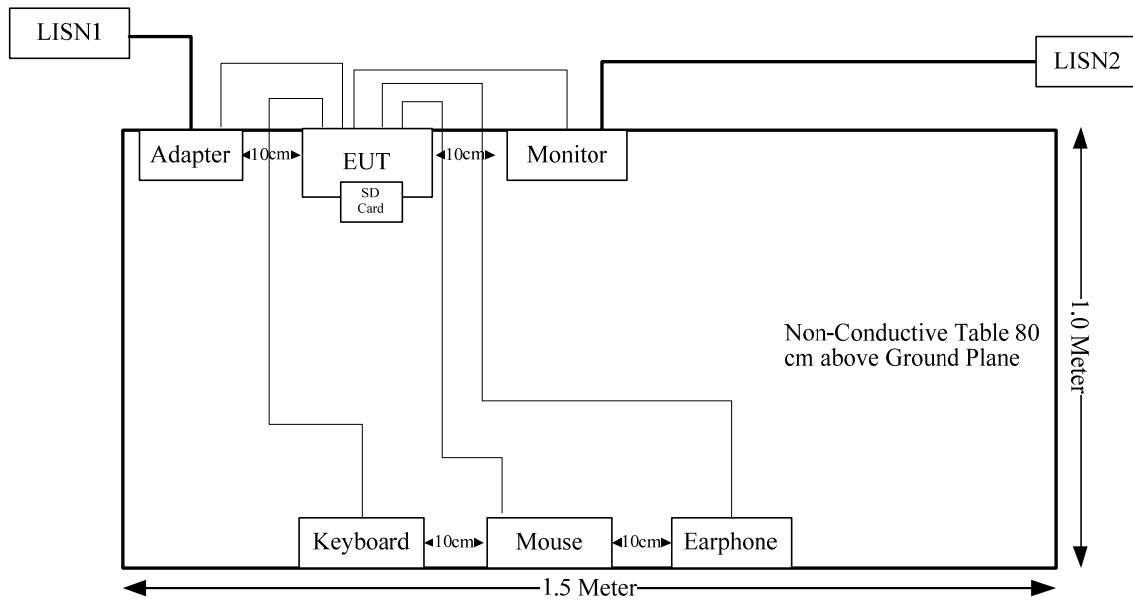 LISN1
LISN2
Adapter
10cm
EUT
10cm
Monitor
SD
Card
Non-Conductive Table 80
cm above Ground Plane
1.0 Meter
Keyboard
10cm
Mouse
10cm
Earphone
1.5 Meter